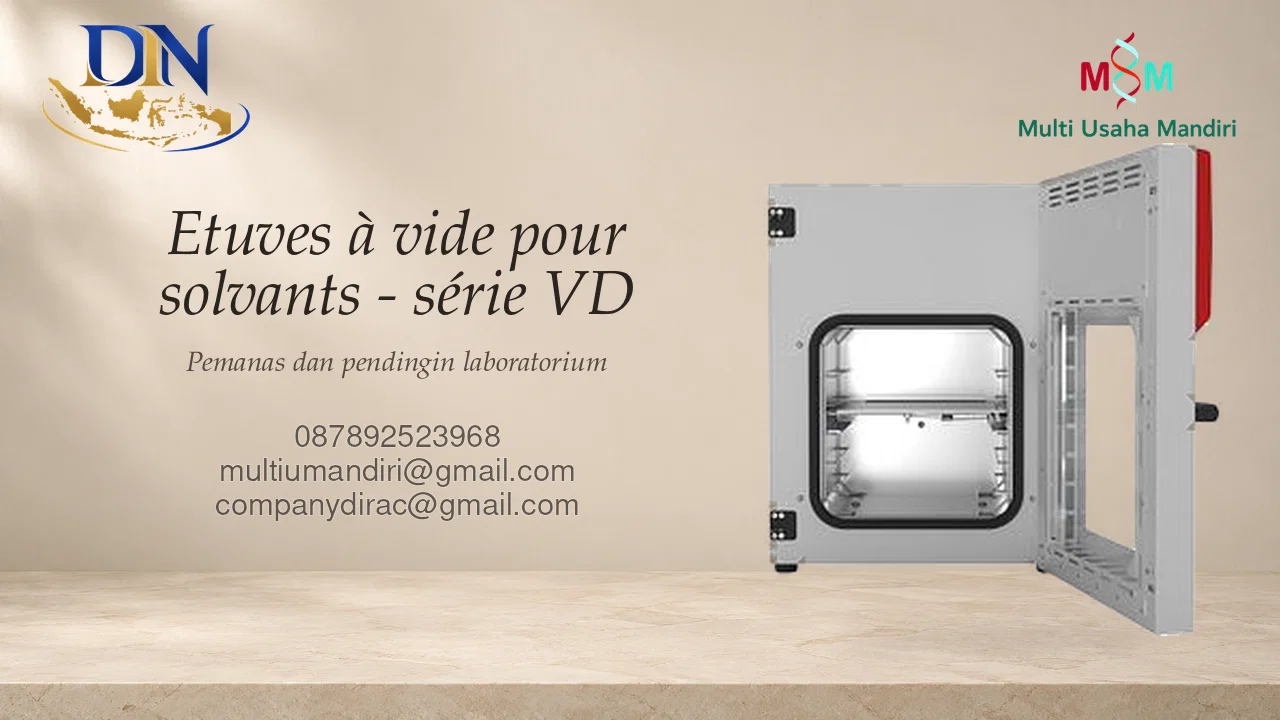 DIN
M M
Multi Usaha Mandiri
Etuves à vide pour
solvants - série VD
Pemanas dan pendingin laboratorium
087892523968
multiumandiri@gmail.com
companydirac@gmail.com